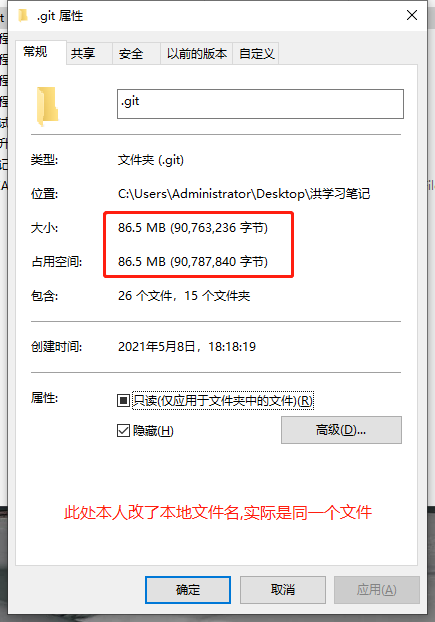 .git 属性
常规 共享 安全 以前的版本 自定义
.git
类型: 文件夹 (.git)
位置: C:\Users\Administrator\Desktop\洪学习笔记
大小: 86.5 MB (90,763,236 字节)
占用空间: 86.5 MB (90,787,840 字节)
包含: 26 个文件，15 个文件夹
创建时间: 2021年5月8日，18:18:19
属性: 只读(仅应用于文件夹中的文件)(R)
隐藏(H)
高级(D)...
此处本人改了本地文件名,实际是同一个文件
确定 取消 应用(A)